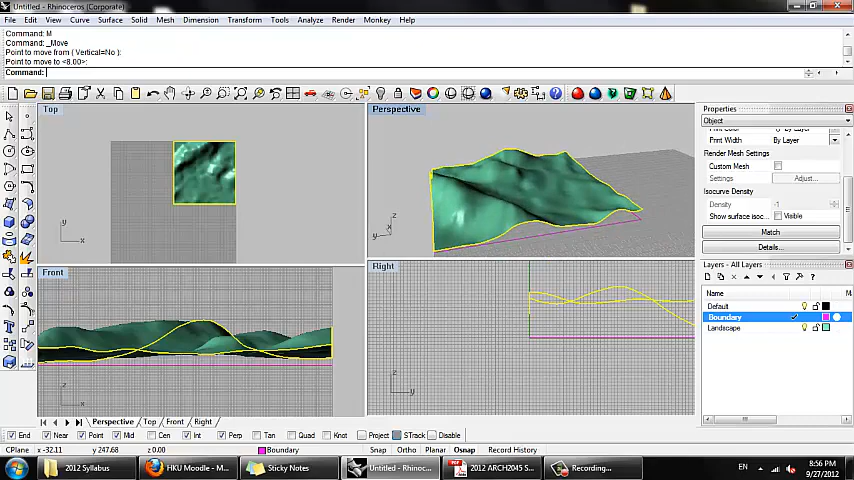 Untitled - Rhinoceros (Corporate)
File Edit View Curve Surface Solid Mesh Dimension Transform Tools Analyze Render Monkey Help
Command: M
Command: _Move
Point to move from ( Vertical=No ):
Point to move to <8.00>:
Command:
Top
Perspective
Front
Right
z
x
y
Properties
Object
Print Width By Layer
Render Mesh Settings
Custom Mesh
Settings Adjust...
Isocurve Density
Density -1
Show surface isoc... Visible
Match
Details...
Layers - All Layers
Name M
Default
Boundary
Landscape
Perspective Top Front Right
End Near Point Mid Cen Int Perp Tan Quad Knot Project STrack Disable
CPlane x -32.11 y 247.68 z 0.00 Boundary Snap Ortho Planar Osnap Record History
2012 Syllabus HKU Moodle - M... Sticky Notes Untitled - Rhinoc... 2012 ARCH2045 S... Recording... EN 8:56 PM
9/27/2012